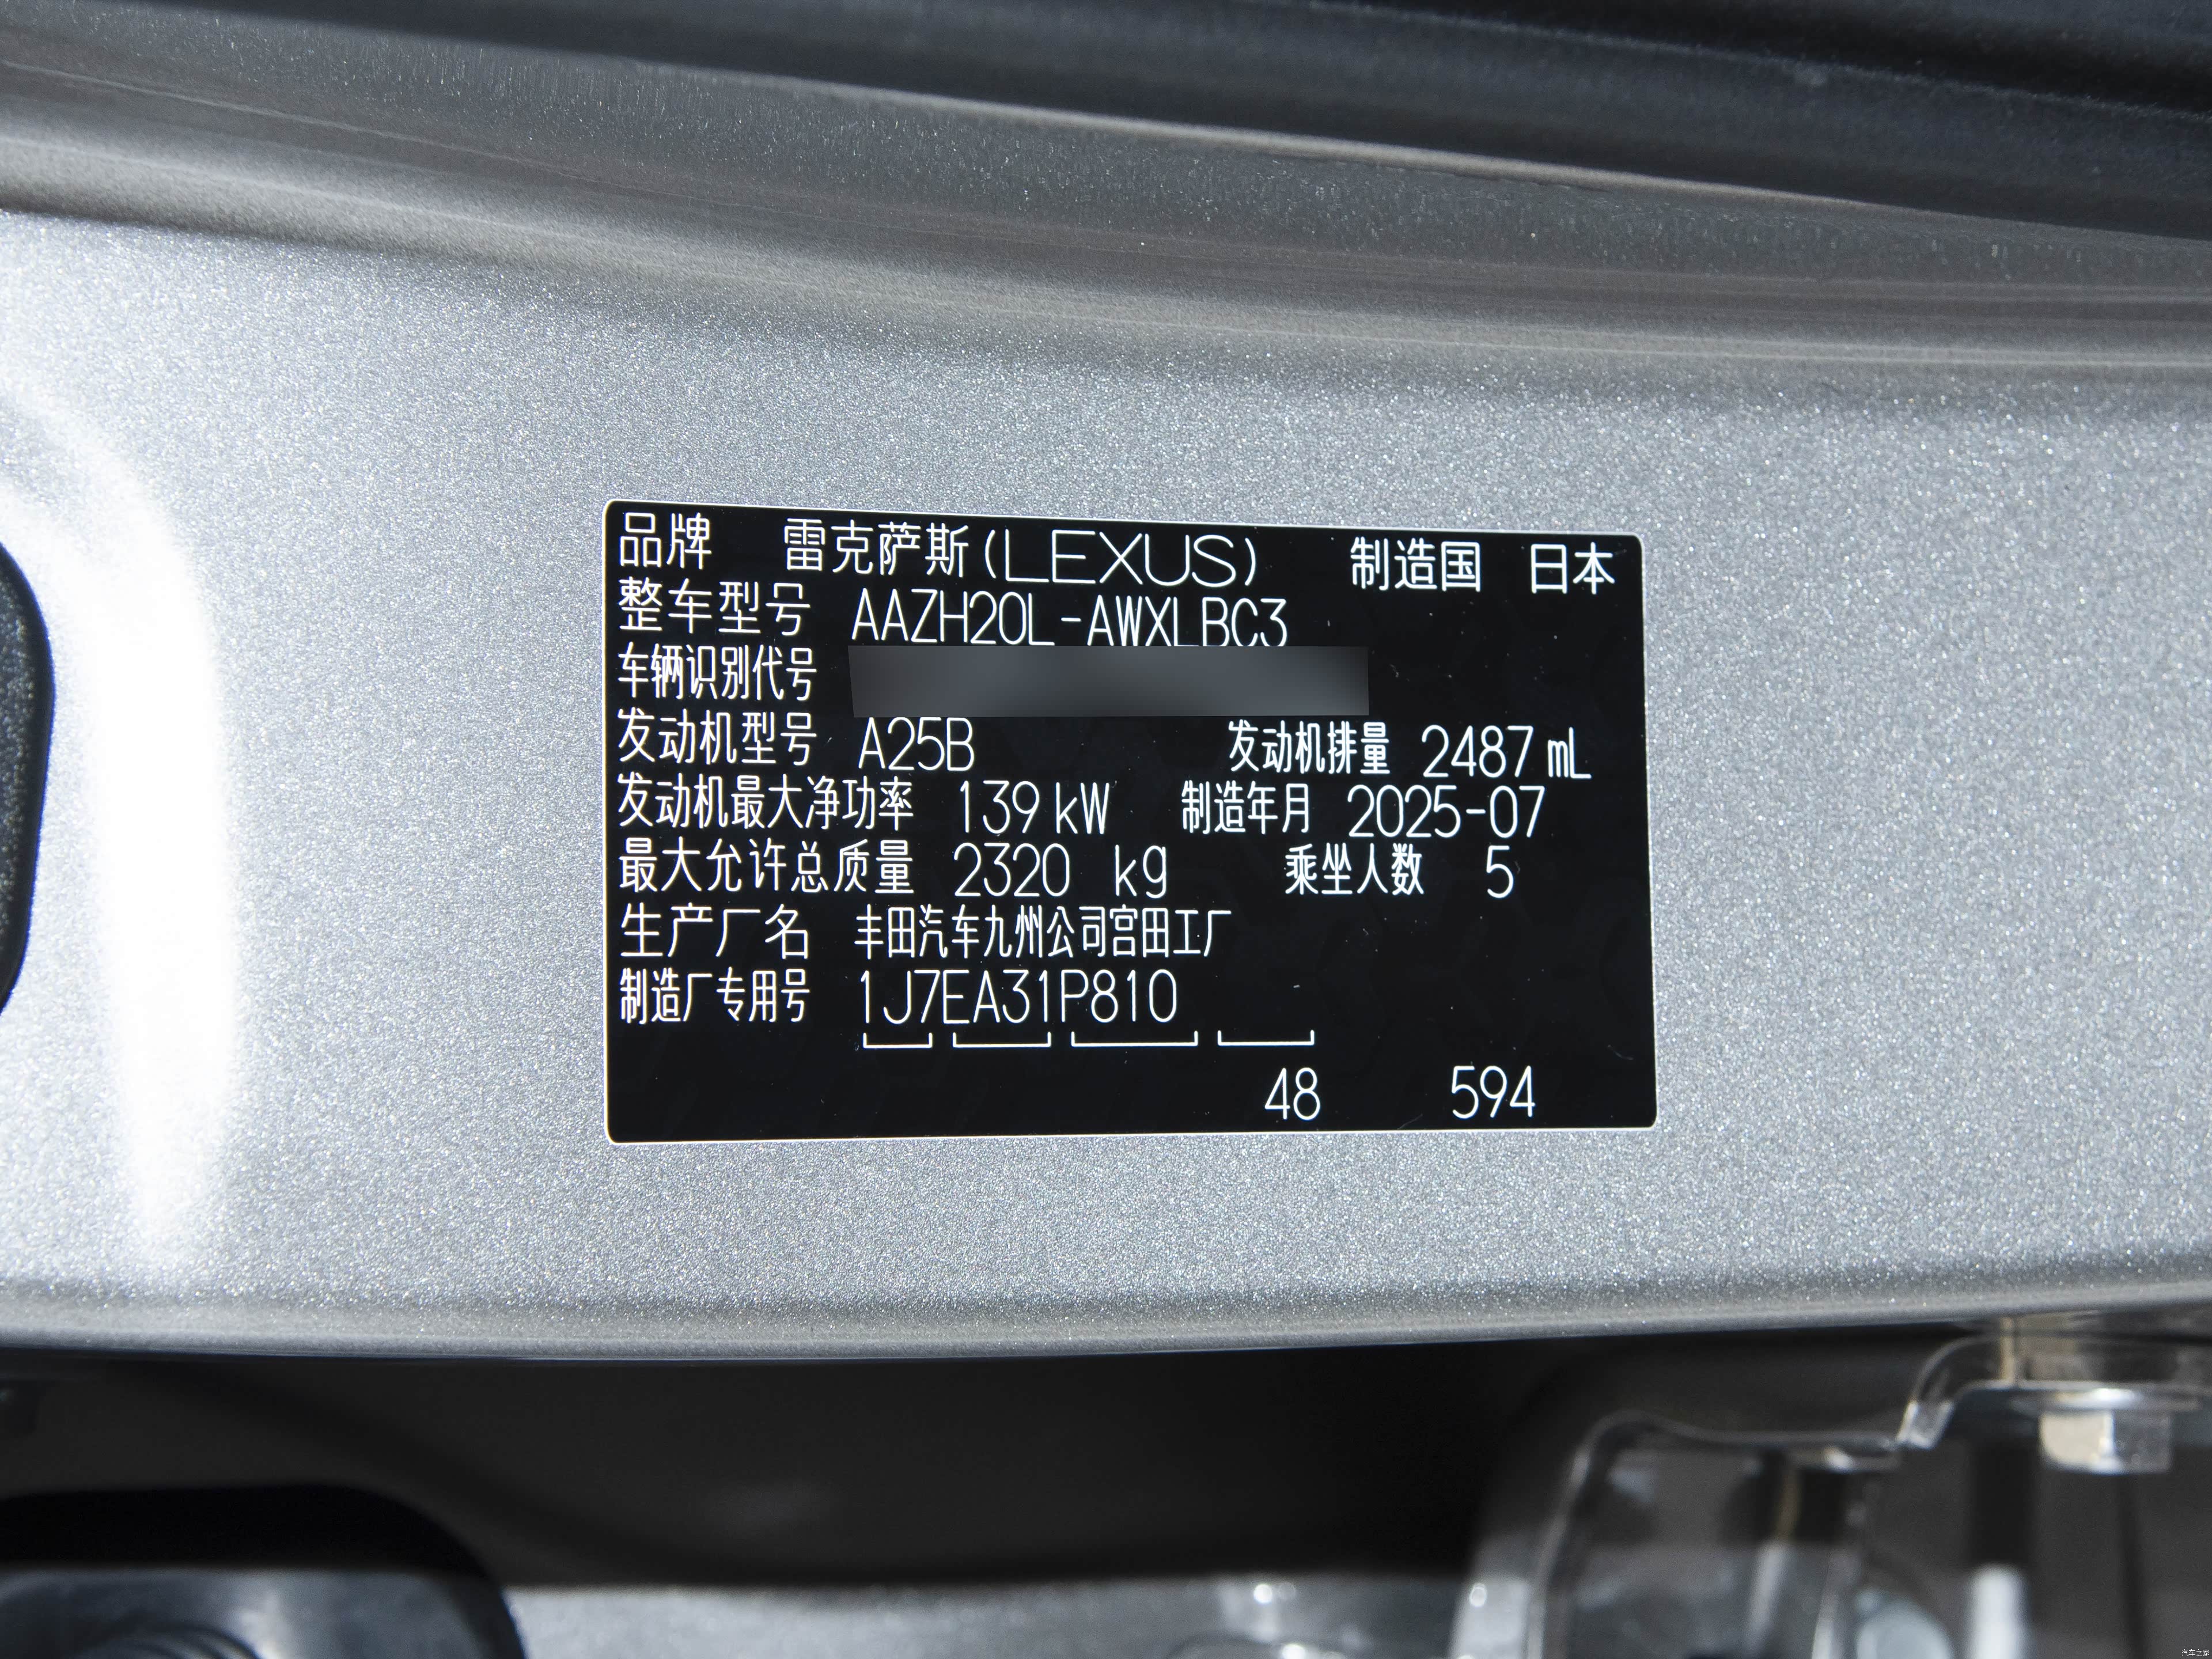 品牌 雷克萨斯(LEXUS) 制造国 日本
整车型号 AAZH20L-AWXLBC3
车辆识别代号
发动机型号 A25B 发动机排量 2487 mL
发动机最大净功率 139 kW 制造年月 2025-07
最大允许总质量 2320 kg 乘坐人数 5
生产厂名 丰田汽车九州公司宫田工厂
制造厂专用号 1J7EA31P810
48 594
汽车之家